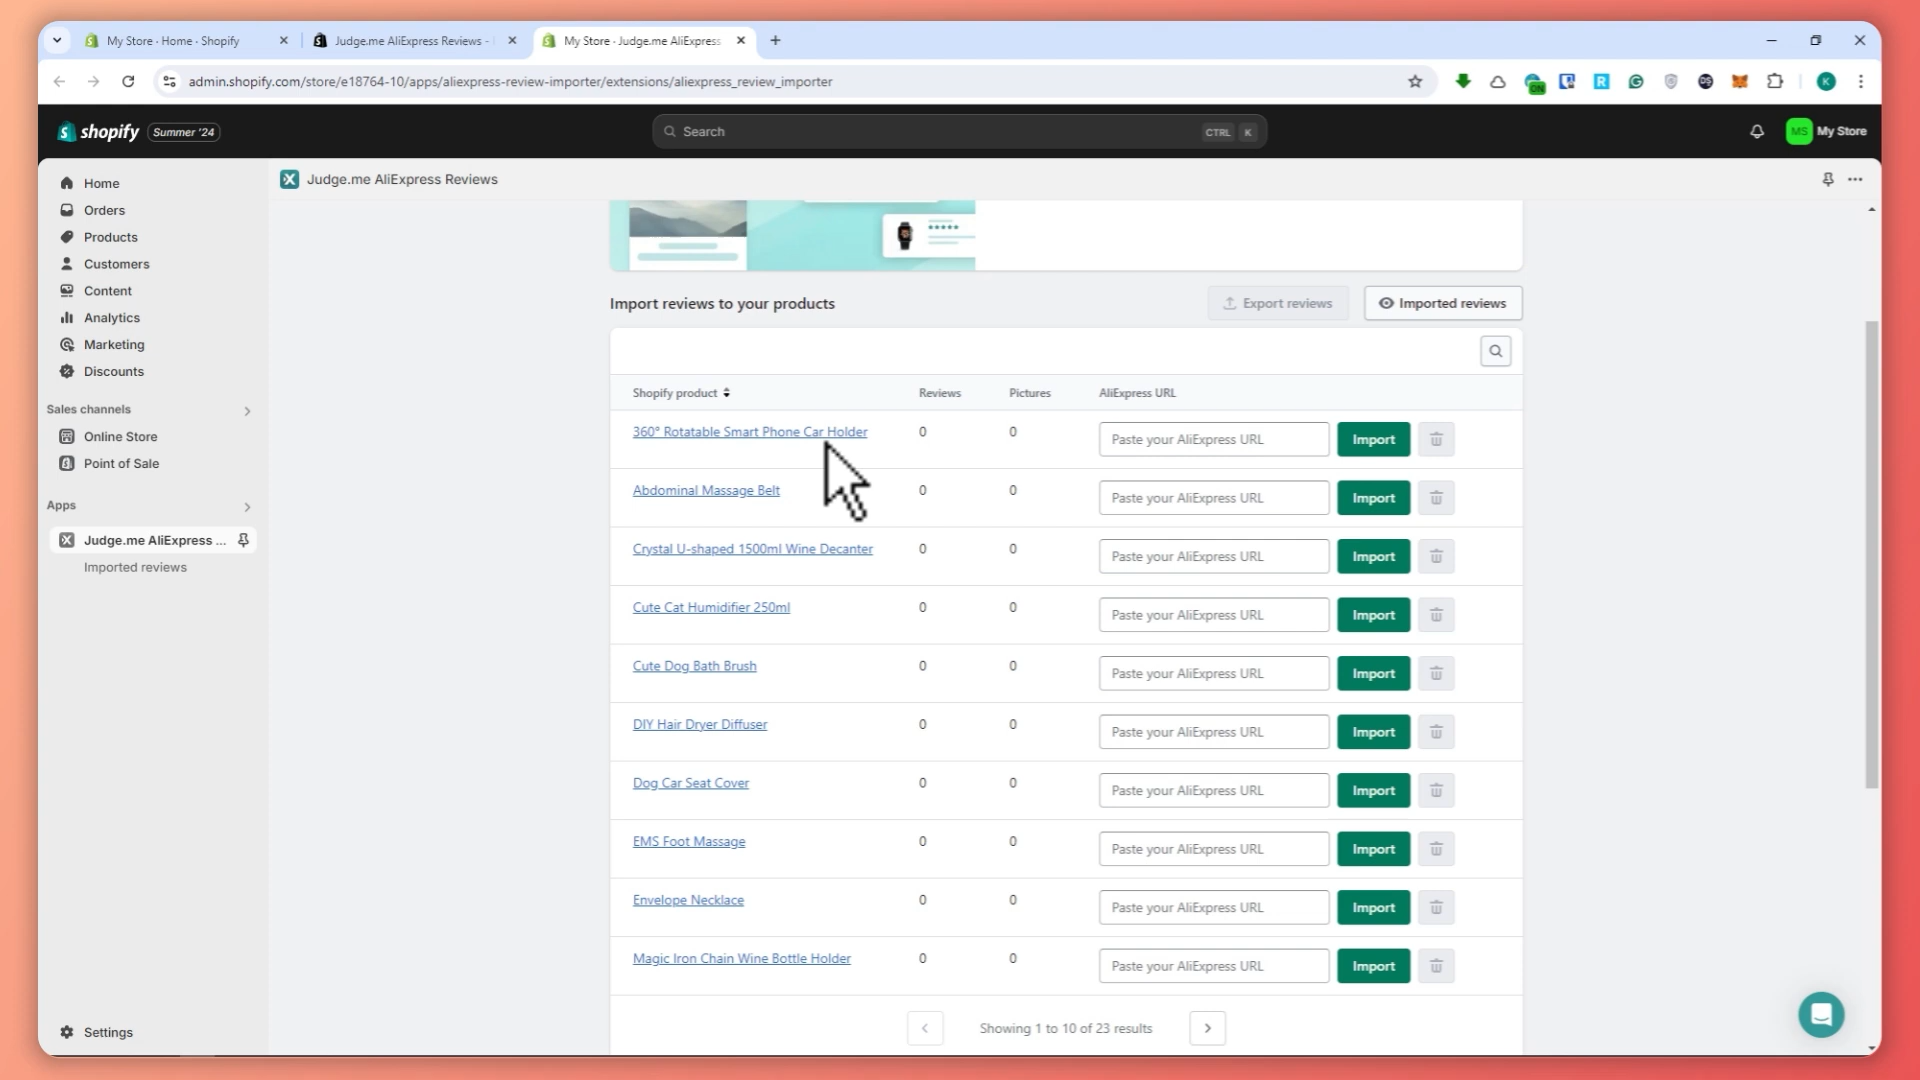 My Store · Home · Shopify
Judge.me AliExpress Reviews -
My Store · Judge.me AliExpress
admin.shopify.com/store/e18764-10/apps/aliexpress-review-importer/extensions/aliexpress_review_importer
ON
R
K
shopify
Summer '24
Search
CTRL K
MS
My Store
Home
Orders
Products
Customers
Content
Analytics
Marketing
Discounts
Sales channels
Online Store
Point of Sale
Apps
Judge.me AliExpress ...
Imported reviews
Settings
Judge.me AliExpress Reviews
Import reviews to your products
Export reviews
Imported reviews
Shopify product Reviews Pictures AliExpress URL
360° Rotatable Smart Phone Car Holder 0 0 Paste your AliExpress URL Import
Abdominal Massage Belt 0 0 Paste your AliExpress URL Import
Crystal U-shaped 1500ml Wine Decanter 0 0 Paste your AliExpress URL Import
Cute Cat Humidifier 250ml 0 0 Paste your AliExpress URL Import
Cute Dog Bath Brush 0 0 Paste your AliExpress URL Import
DIY Hair Dryer Diffuser 0 0 Paste your AliExpress URL Import
Dog Car Seat Cover 0 0 Paste your AliExpress URL Import
EMS Foot Massage 0 0 Paste your AliExpress URL Import
Envelope Necklace 0 0 Paste your AliExpress URL Import
Magic Iron Chain Wine Bottle Holder 0 0 Paste your AliExpress URL Import
Showing 1 to 10 of 23 results